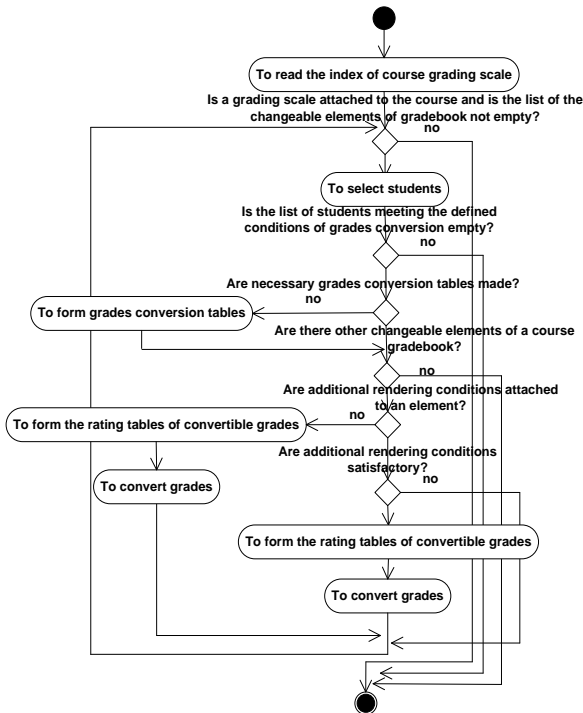 To read the index of course grading scale
Is a grading scale attached to the course and is the list of the
changeable elements of gradebook not empty?
no
To select students
Is the list of students meeting the defined
conditions of grades conversion empty?
no
Are necessary grades conversion tables made?
no
To form grades conversion tables
Are there other changeable elements of a course
gradebook?
no
Are additional rendering conditions attached
to an element?
no
To form the rating tables of convertible grades
Are additional rendering conditions
satisfactory?
no
To convert grades
To form the rating tables of convertible grades
To convert grades